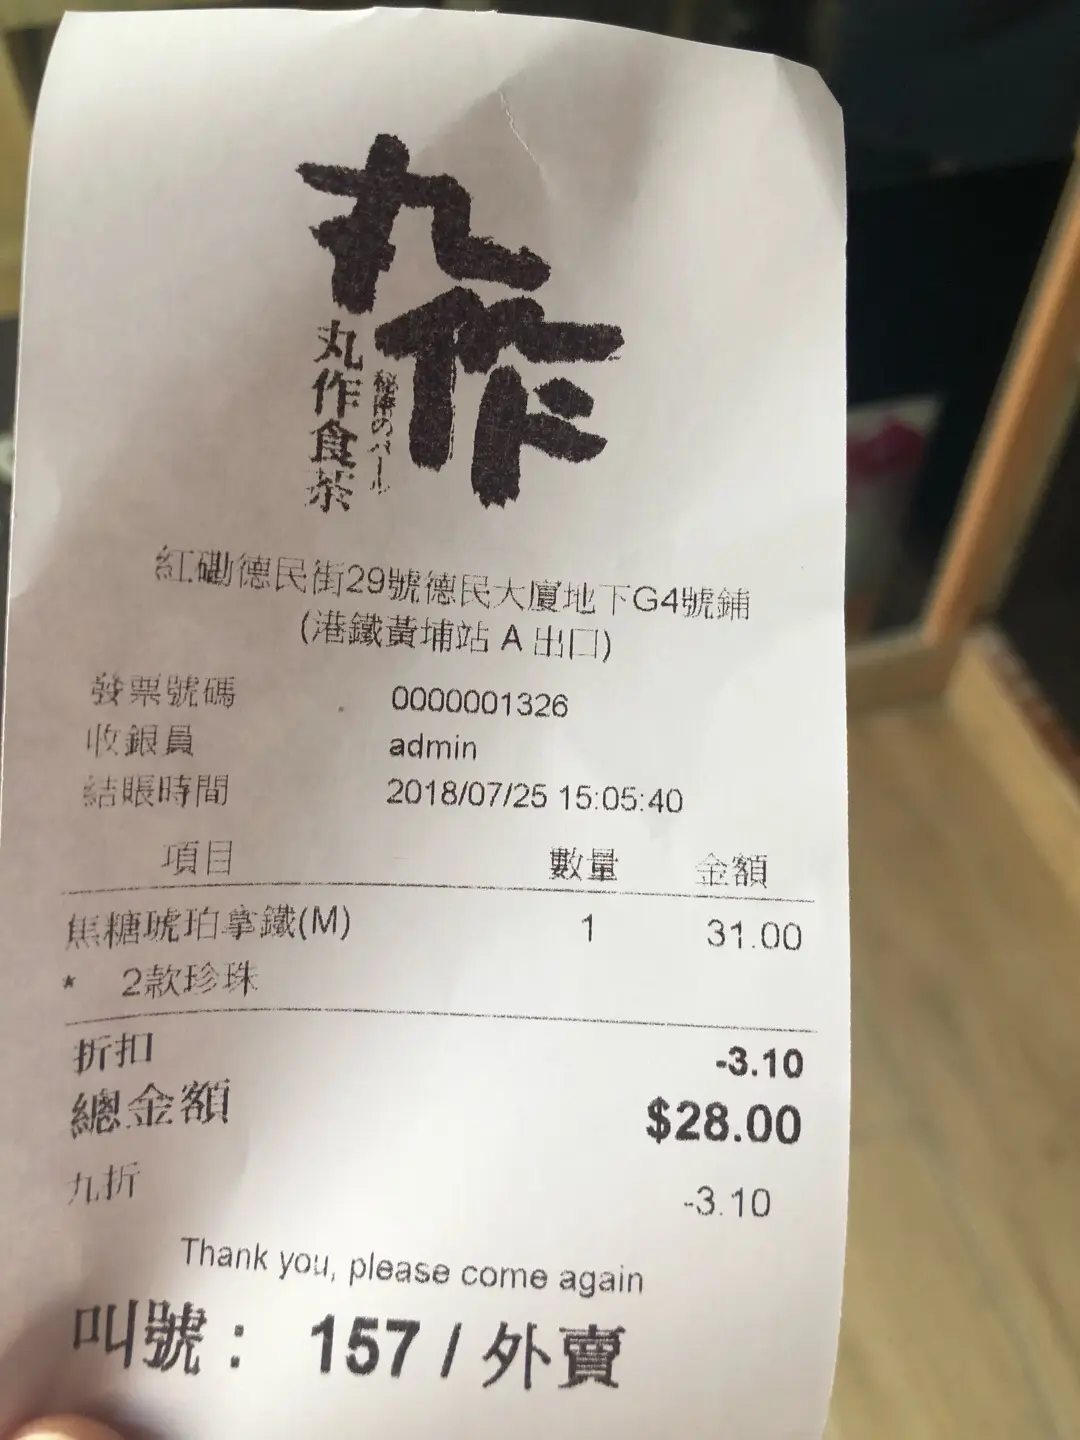 丸作
丸作食茶
秘密のパール
紅磡德民街29號德民大廈地下G4號鋪
(港鐵黃埔站 A 出口)
發票號碼 0000001326
收銀員 admin
結賬時間 2018/07/25 15:05:40
項目 數量 金額
焦糖琥珀拿鐵(M) 1 31.00
* 2款珍珠
折扣 -3.10
總金額 $28.00
九折 -3.10
Thank you, please come again
叫號： 157 / 外賣